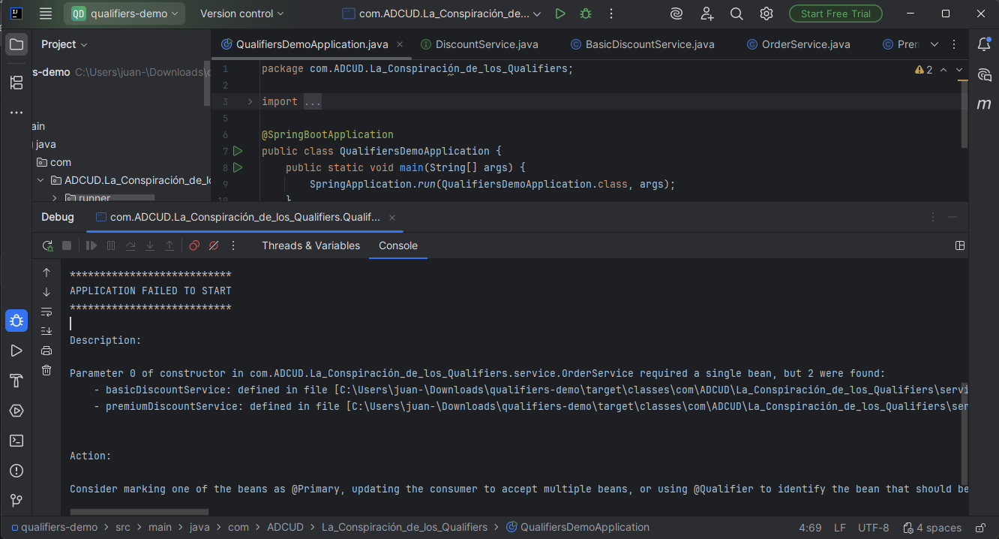 QD qualifiers-demo
Version control
com.ADCUD.La_Conspiración_de...
Start Free Trial
Project
QualifiersDemoApplication.java
DiscountService.java
BasicDiscountService.java
OrderService.java
Pren
s-demo C:\Users\juan-\Downloads\
ain
java
com
ADCUD.La_Conspiración_de_lo
runner
1 package com.ADCUD.La_Conspiración_de_los_Qualifiers;
2
3 import ...
5
6 @SpringBootApplication
7 public class QualifiersDemoApplication {
8 public static void main(String[] args) {
9 SpringApplication.run(QualifiersDemoApplication.class, args);
10 }
2
m
Debug
com.ADCUD.La_Conspiración_de_los_Qualifiers.Qualif...
Threads & Variables
Console
***************************
APPLICATION FAILED TO START
***************************
Description:
Parameter 0 of constructor in com.ADCUD.La_Conspiración_de_los_Qualifiers.service.OrderService required a single bean, but 2 were found:
- basicDiscountService: defined in file [C:\Users\juan-\Downloads\qualifiers-demo\target\classes\com\ADCUD\La_Conspiración_de_los_Qualifiers\servi
- premiumDiscountService: defined in file [C:\Users\juan-\Downloads\qualifiers-demo\target\classes\com\ADCUD\La_Conspiración_de_los_Qualifiers\ser
Action:
Consider marking one of the beans as @Primary, updating the consumer to accept multiple beans, or using @Qualifier to identify the bean that should be
qualifiers-demo > src > main > java > com > ADCUD > La_Conspiración_de_los_Qualifiers > QualifiersDemoApplication
4:69 LF UTF-8 4 spaces